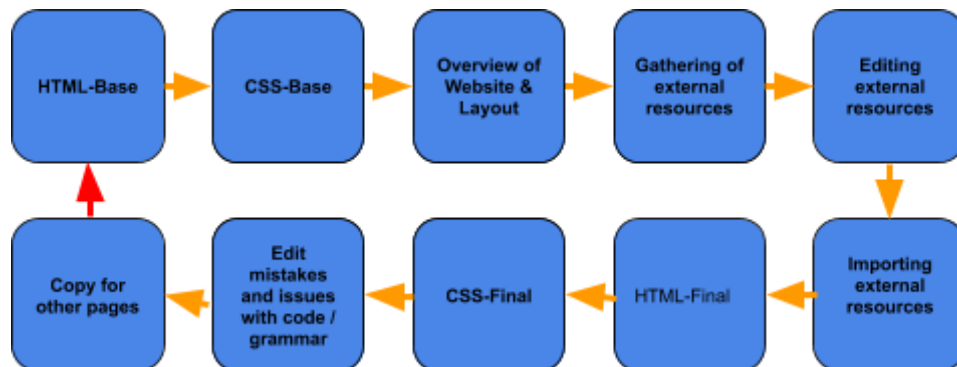 HTML-Base
CSS-Base
Overview of
Website &
Layout
Gathering of
external
resources
Editing
external
resources
Importing
external
resources
HTML-Final
CSS-Final
Edit
mistakes
and issues
with code /
grammar
Copy for
other pages